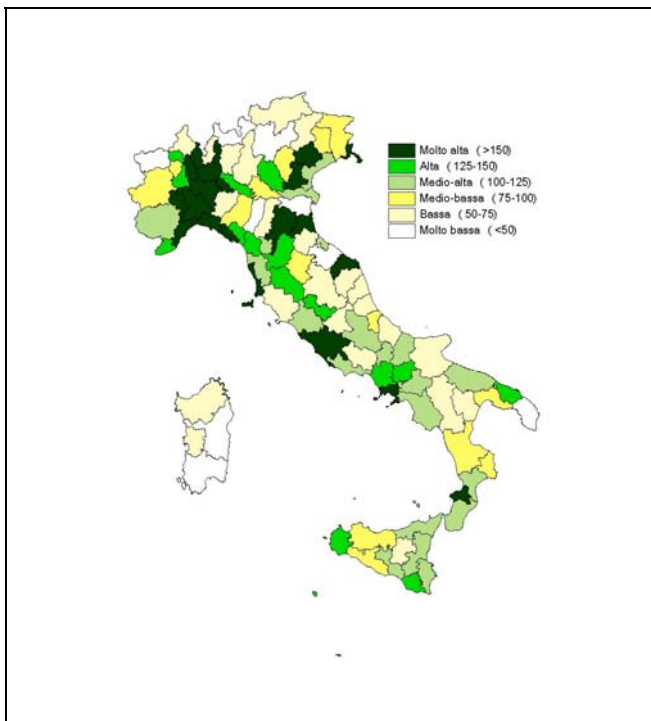 Molto alta (>150)
Alta (125-150)
Medio-alta (100-125)
Medio-bassa (75-100)
Bassa (50-75)
Molto bassa (<50)